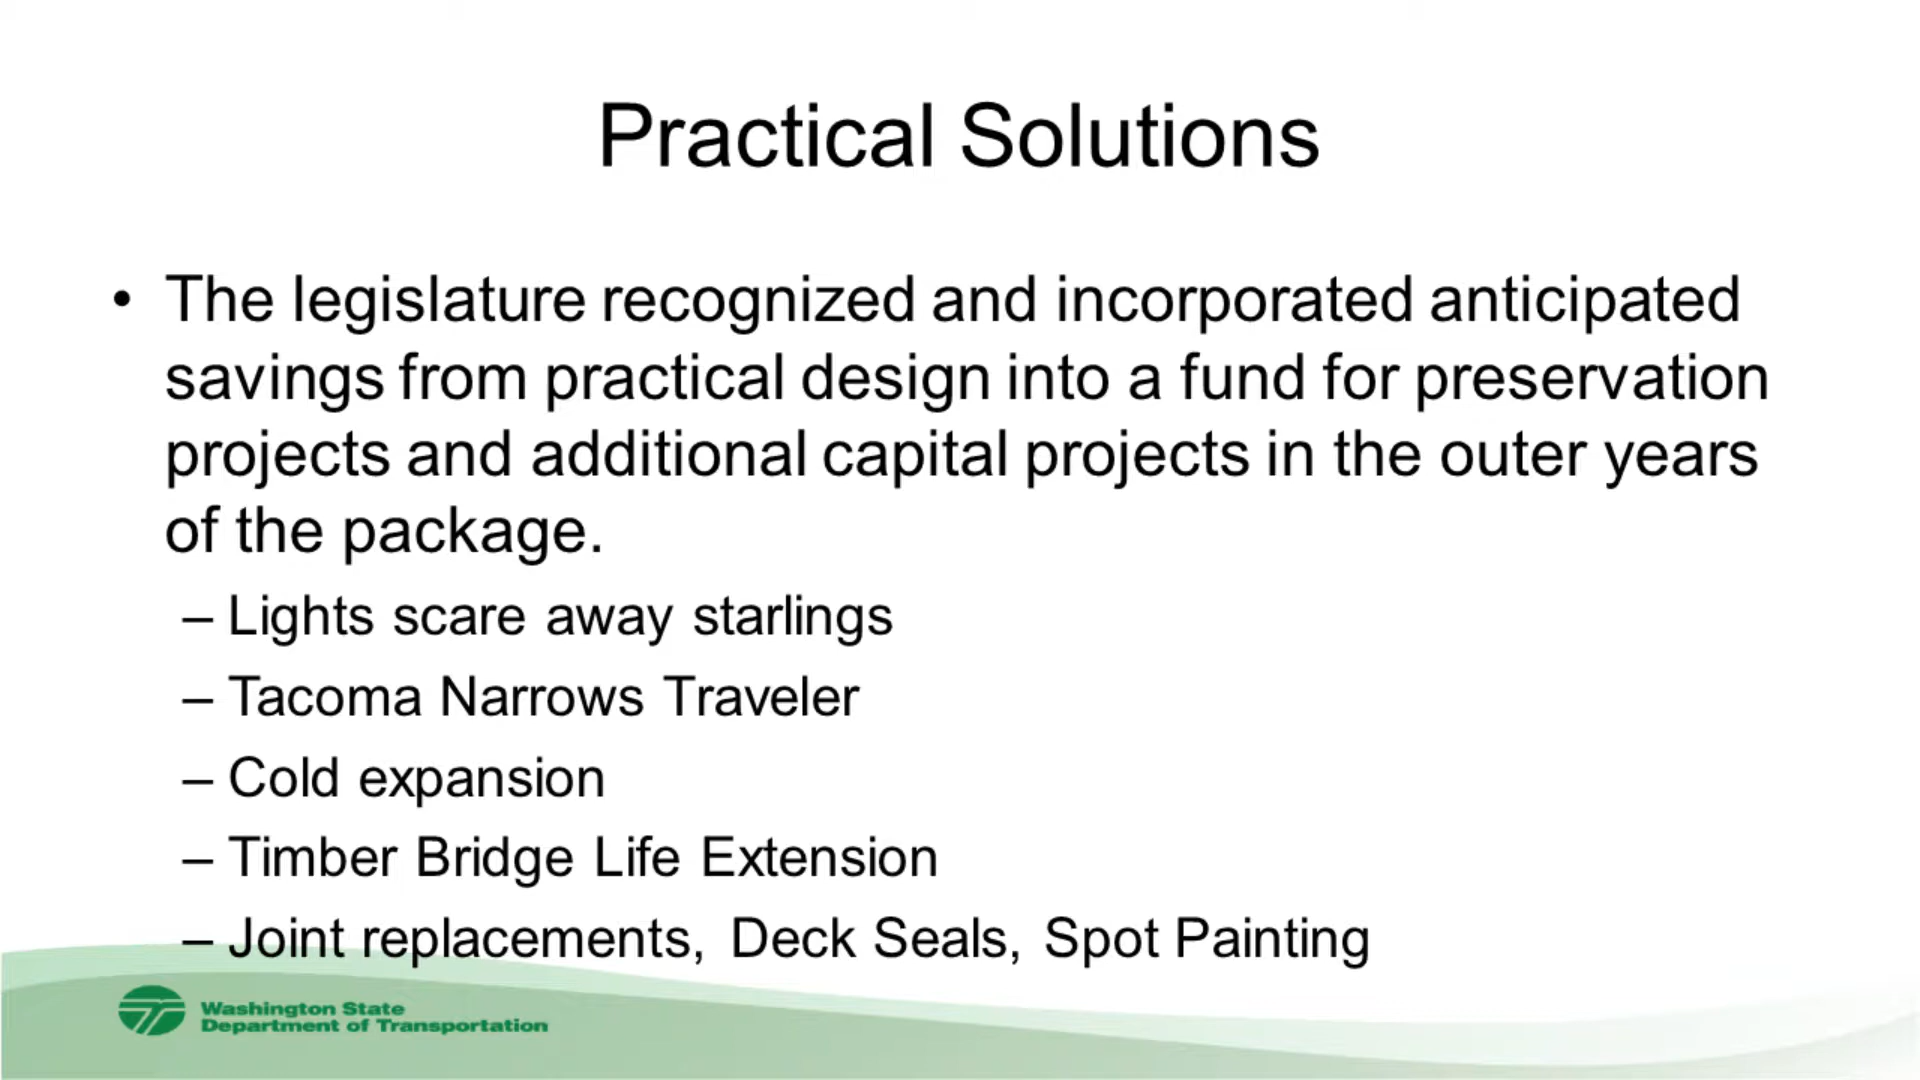 Practical Solutions
• The legislature recognized and incorporated anticipated
savings from practical design into a fund for preservation
projects and additional capital projects in the outer years
of the package.
– Lights scare away starlings
– Tacoma Narrows Traveler
– Cold expansion
– Timber Bridge Life Extension
– Joint replacements, Deck Seals, Spot Painting
Washington State
Department of Transportation